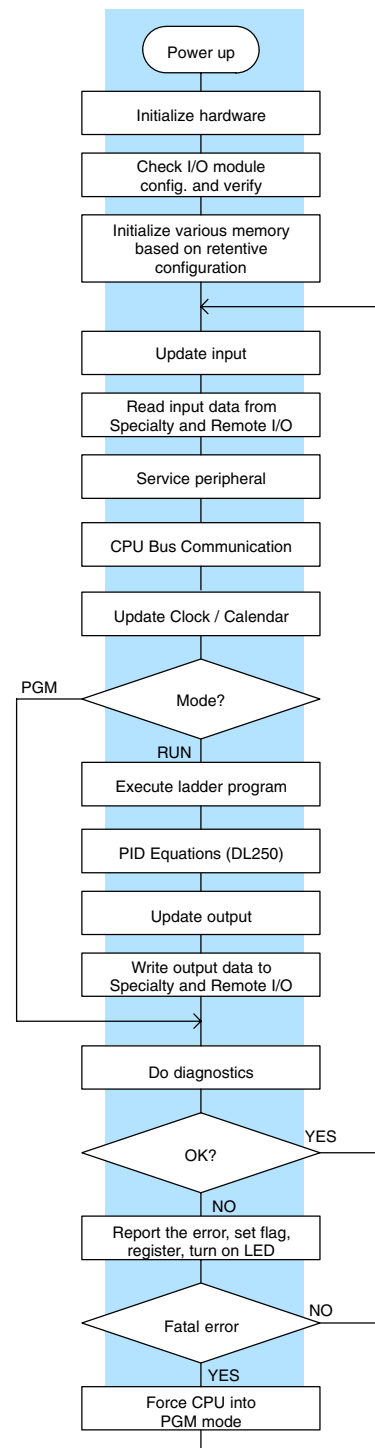 Power up
Initialize hardware
Check I/O module
config. and verify
Initialize various memory
based on retentive
configuration
Update input
Read input data from
Specialty and Remote I/O
Service peripheral
CPU Bus Communication
Update Clock / Calendar
PGM
Mode?
RUN
Execute ladder program
PID Equations (DL250)
Update output
Write output data to
Specialty and Remote I/O
Do diagnostics
YES
OK?
NO
Report the error, set flag,
register, turn on LED
NO
Fatal error
YES
Force CPU into
PGM mode